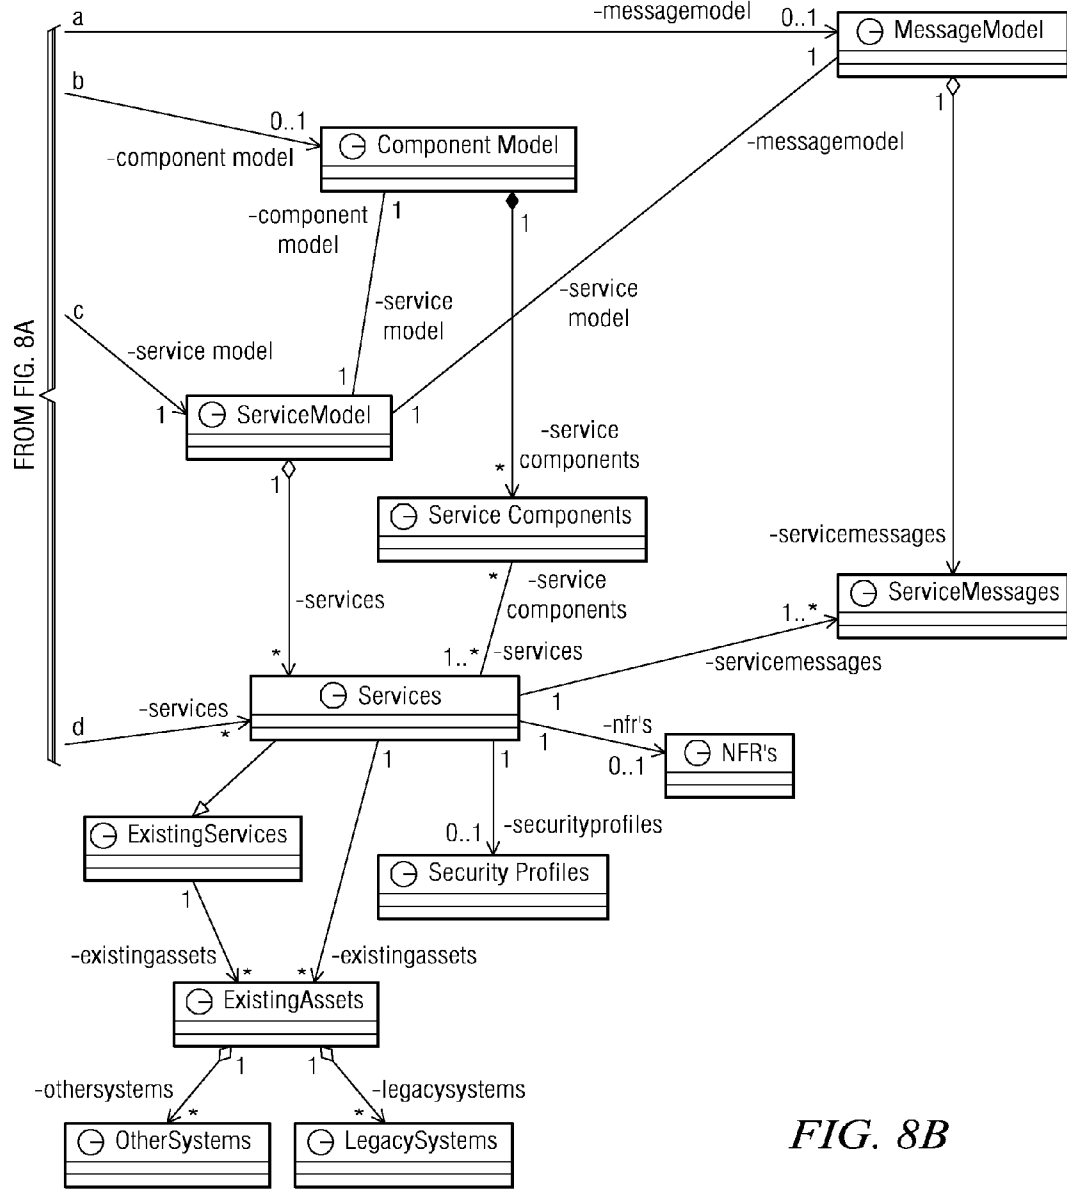 a
-messagemodel
0..1
MessageModel
1
1
b
0..1
-component model
Component Model
-messagemodel
-component
model
1
1
c
-service model
-service
model
-service
model
FROM FIG. 8A
1
1
ServiceModel
1
1
-service
components
*
Service Components
-servicemessages
*
-service
components
-services
ServiceMessages
1..*
*
1..*
-services
-servicemessages
Services
1
d
-services
*
-nfr's
1
0..1
NFR's
1
1
ExistingServices
0..1
-securityprofiles
Security Profiles
1
-existingassets
*
*
-existingassets
ExistingAssets
1
1
-othersystems
-legacysystems
*
*
OtherSystems
LegacySystems
FIG. 8B